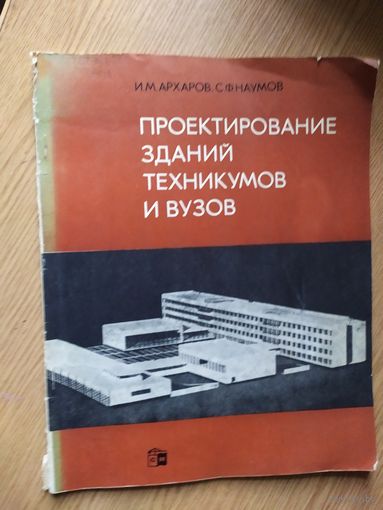 И.М.АРХАРОВ, С.Ф.НАУМОВ
ПРОЕКТИРОВАНИЕ
ЗДАНИЙ
ТЕХНИКУМОВ
И ВУЗОВ